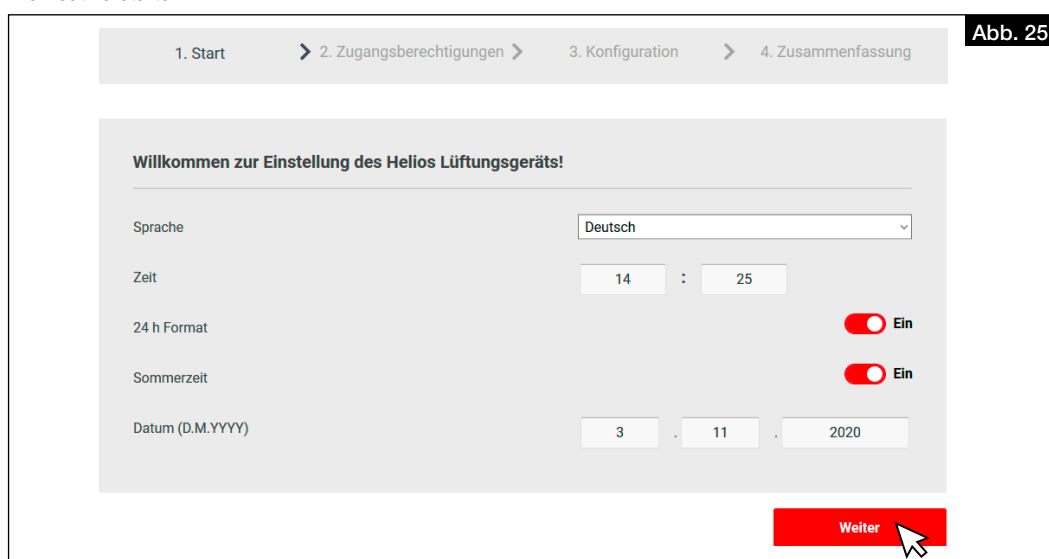 Abb. 25
1. Start 2. Zugangsberechtigungen 3. Konfiguration 4. Zusammenfassung
Willkommen zur Einstellung des Helios Lüftungsgeräts!
Sprache Deutsch
Zeit 14 : 25
24 h Format Ein
Sommerzeit Ein
Datum (D.M.YYYY) 3 . 11 . 2020
Weiter